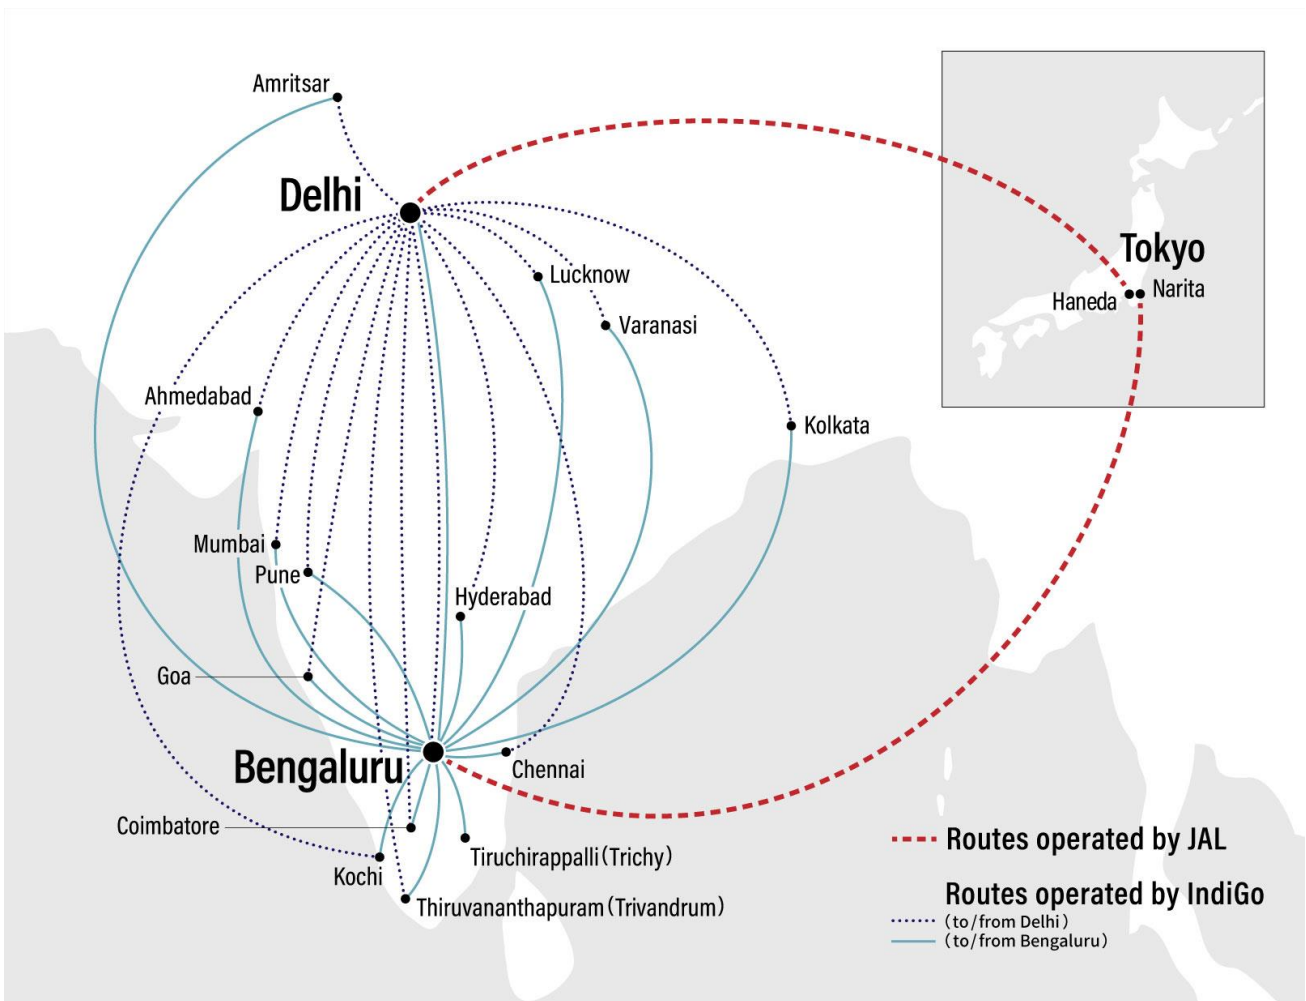 Amritsar
Delhi
Lucknow
Tokyo
Haneda
Narita
Varanasi
Ahmedabad
Kolkata
Mumbai
Pune
Hyderabad
Goa
Bengaluru
Chennai
Coimbatore
Kochi
Tiruchirappalli (Trichy)
Thiruvananthapuram (Trivandrum)
Routes operated by JAL
Routes operated by IndiGo
(to/from Delhi)
(to/from Bengaluru)